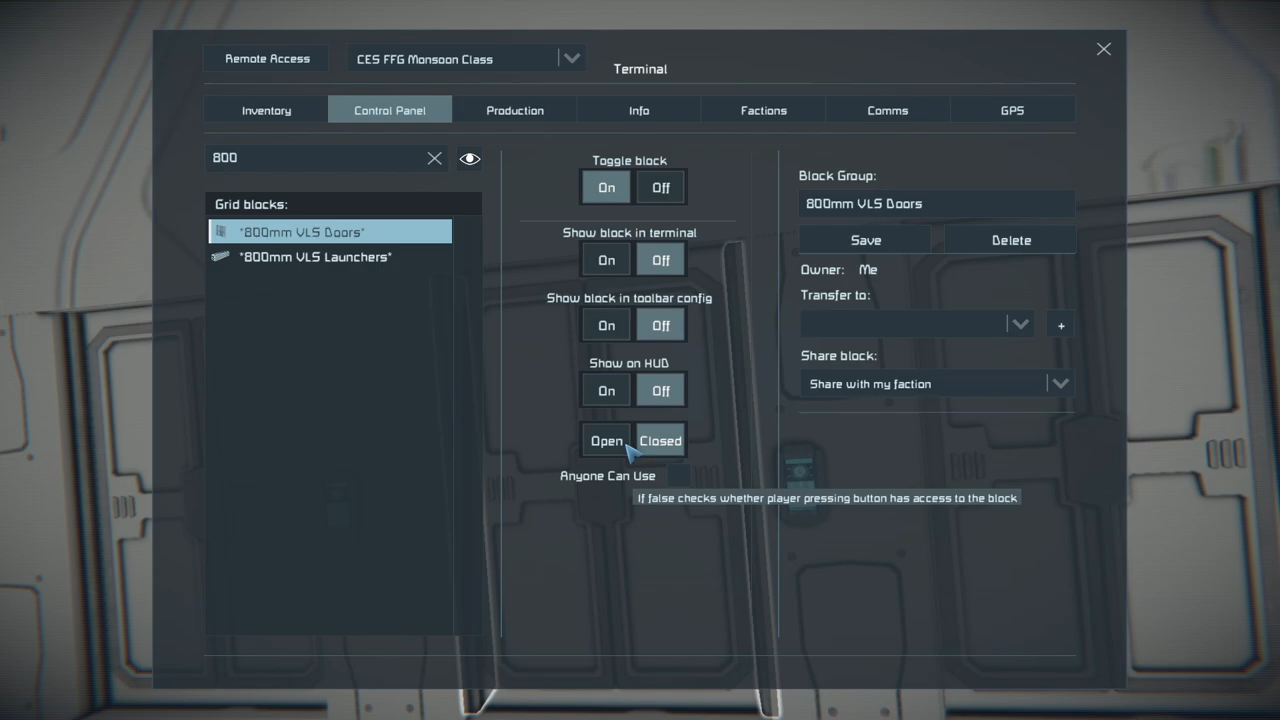 Remote Access
CES FFG Monsoon Class
Terminal
Inventory
Control Panel
Production
Info
Factions
Comms
GPS
800
Grid blocks:
*800mm VLS Doors*
*800mm VLS Launchers*
Toggle block
On Off
Show block in terminal
On Off
Show block in toolbar config
On Off
Show on HUD
On Off
Open Closed
Anyone Can Use
If false checks whether player pressing button has access to the block
Block Group:
800mm VLS Doors
Save Delete
Owner: Me
Transfer to:
+
Share block:
Share with my faction